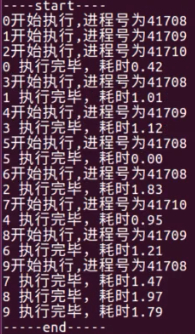 -----start-----
0开始执行,进程号为41708
1开始执行,进程号为41709
2开始执行,进程号为41710
0 执行完毕，耗时0.42
3开始执行,进程号为41708
1 执行完毕，耗时1.01
4开始执行,进程号为41709
3 执行完毕，耗时1.12
5开始执行,进程号为41708
5 执行完毕，耗时0.00
6开始执行,进程号为41708
2 执行完毕，耗时1.83
7开始执行,进程号为41710
4 执行完毕，耗时0.95
8开始执行,进程号为41709
6 执行完毕，耗时1.21
9开始执行,进程号为41708
7 执行完毕，耗时1.47
8 执行完毕，耗时1.97
9 执行完毕，耗时1.79
-----end-----